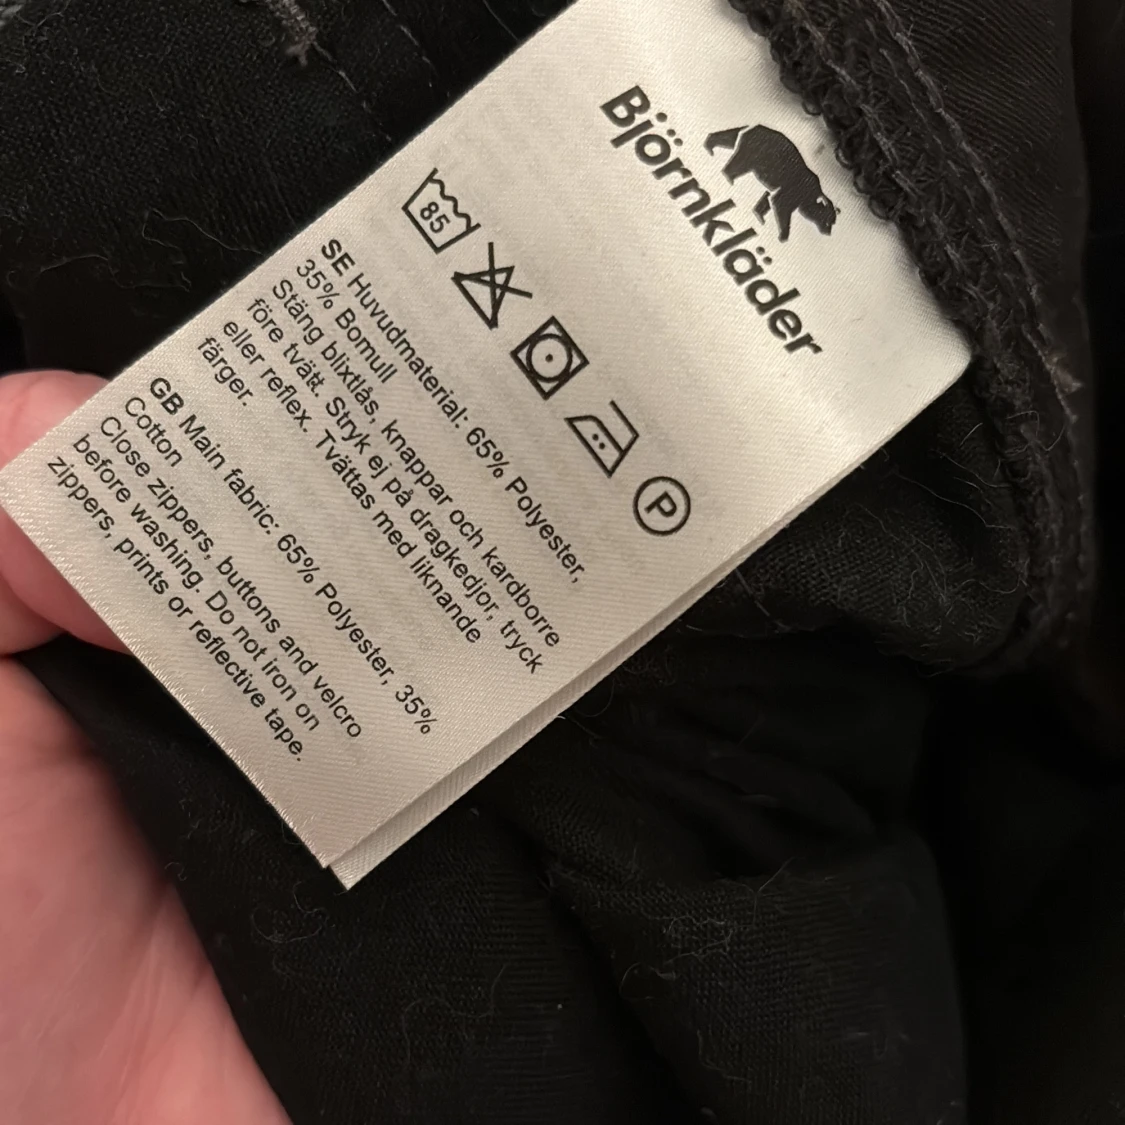 Björnkläder
85
P
SE Huvudmaterial: 65% Polyester,
35% Bomull
Stäng blixtlås, knappar och kardborre
före tvätt. Stryk ej på dragkedjor, tryck
eller reflex. Tvättas med liknande
färger.
GB Main fabric: 65% Polyester, 35%
Cotton
Close zippers, buttons and velcro
before washing. Do not iron on
zippers, prints or reflective tape.